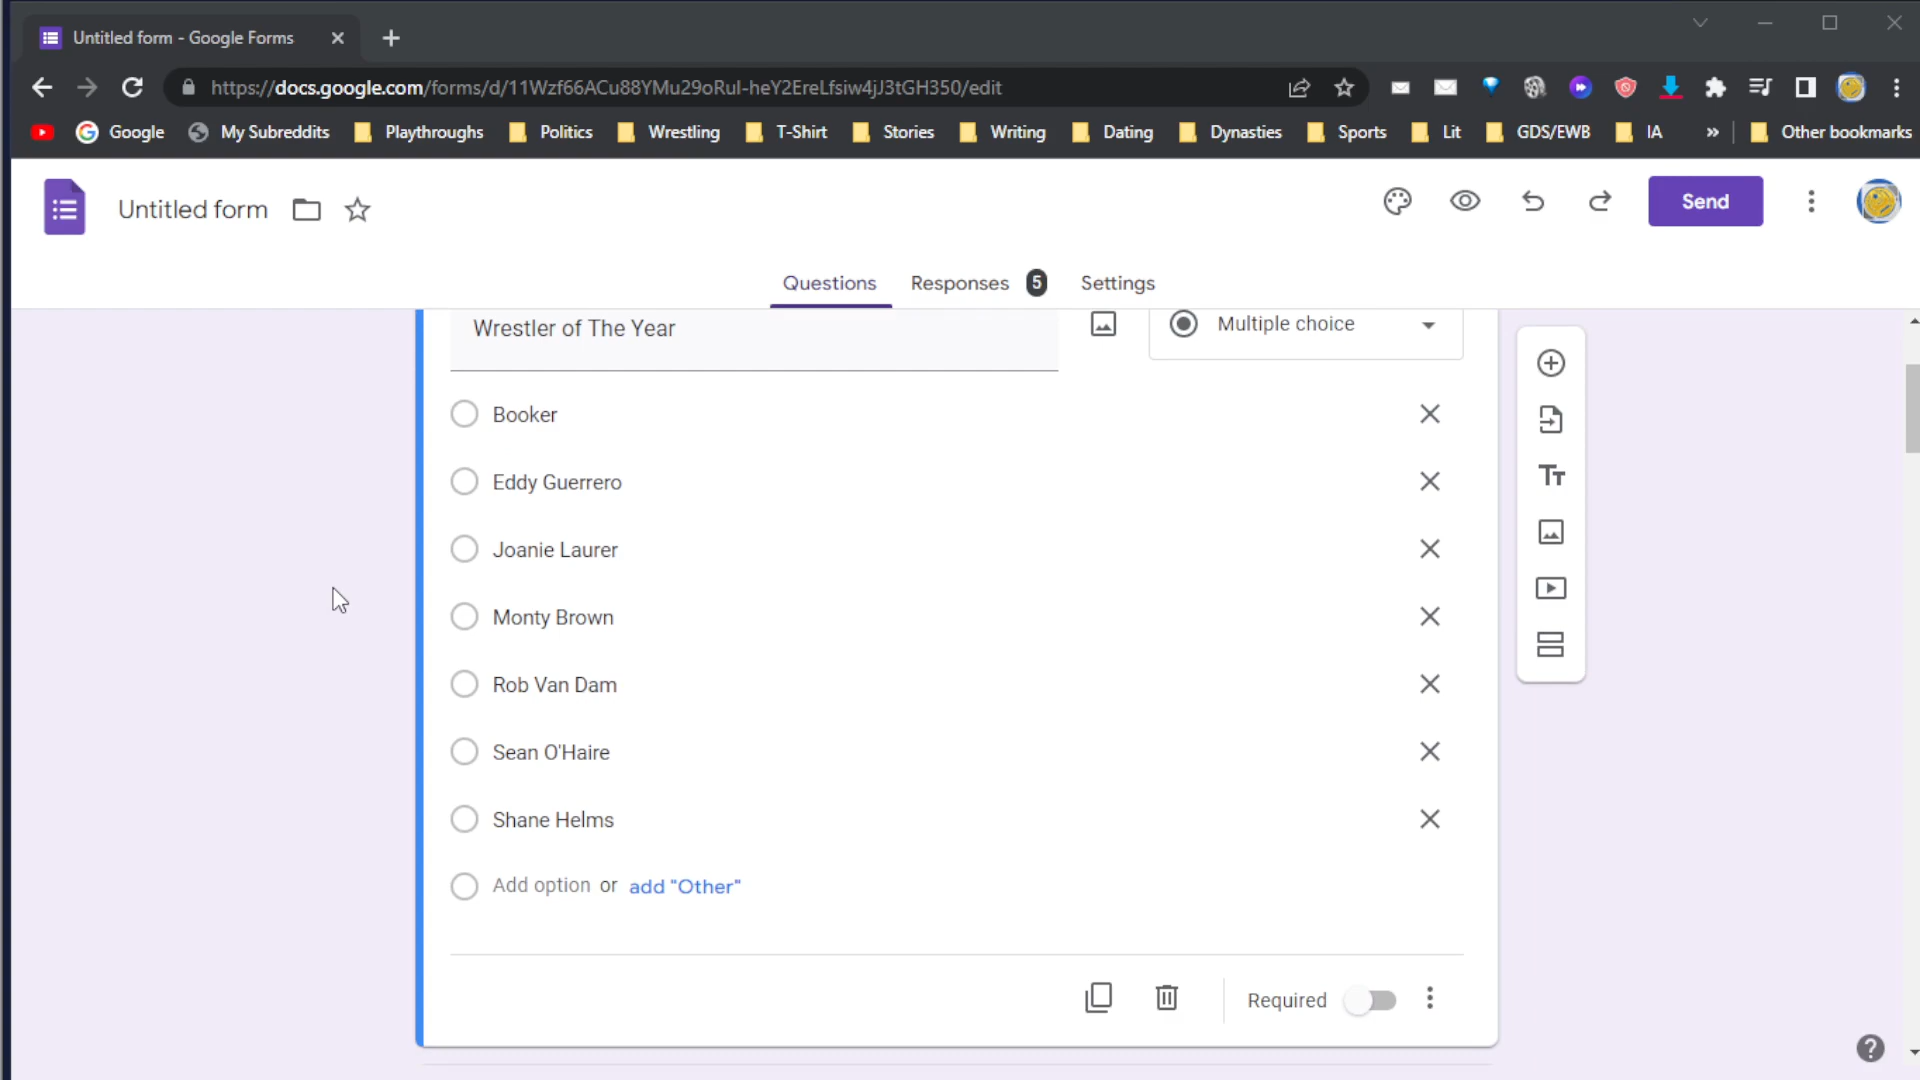 Untitled form - Google Forms
https://docs.google.com/forms/d/11Wzf66ACu88YMu29oRuI-heY2EreLfsiw4jJ3tGH350/edit
Google My Subreddits Playthroughs Politics Wrestling T-Shirt Stories Writing Dating Dynasties Sports Lit GDS/EWB IA » Other bookmarks
Untitled form
Send
Questions Responses 5 Settings
Wrestler of The Year
Multiple choice
Booker
Eddy Guerrero
Joanie Laurer
Monty Brown
Rob Van Dam
Sean O'Haire
Shane Helms
Add option or add "Other"
Required